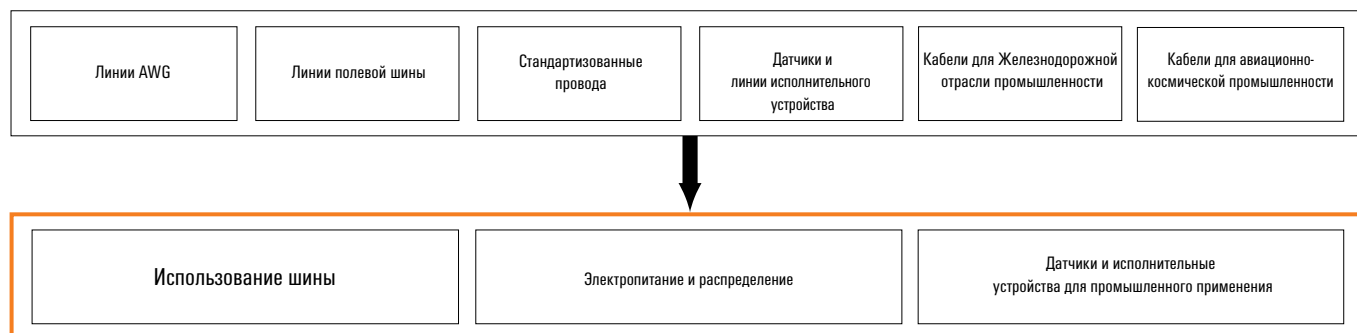 Линии AWG
Линии полевой шины
Стандартизованные
провода
Датчики и
линии исполнительного
устройства
Кабели для Железнодорожной
отрасли промышленности
Кабели для авиационно-
космической промышленности
Использование шины
Электропитание и распределение
Датчики и исполнительные
устройства для промышленного применения